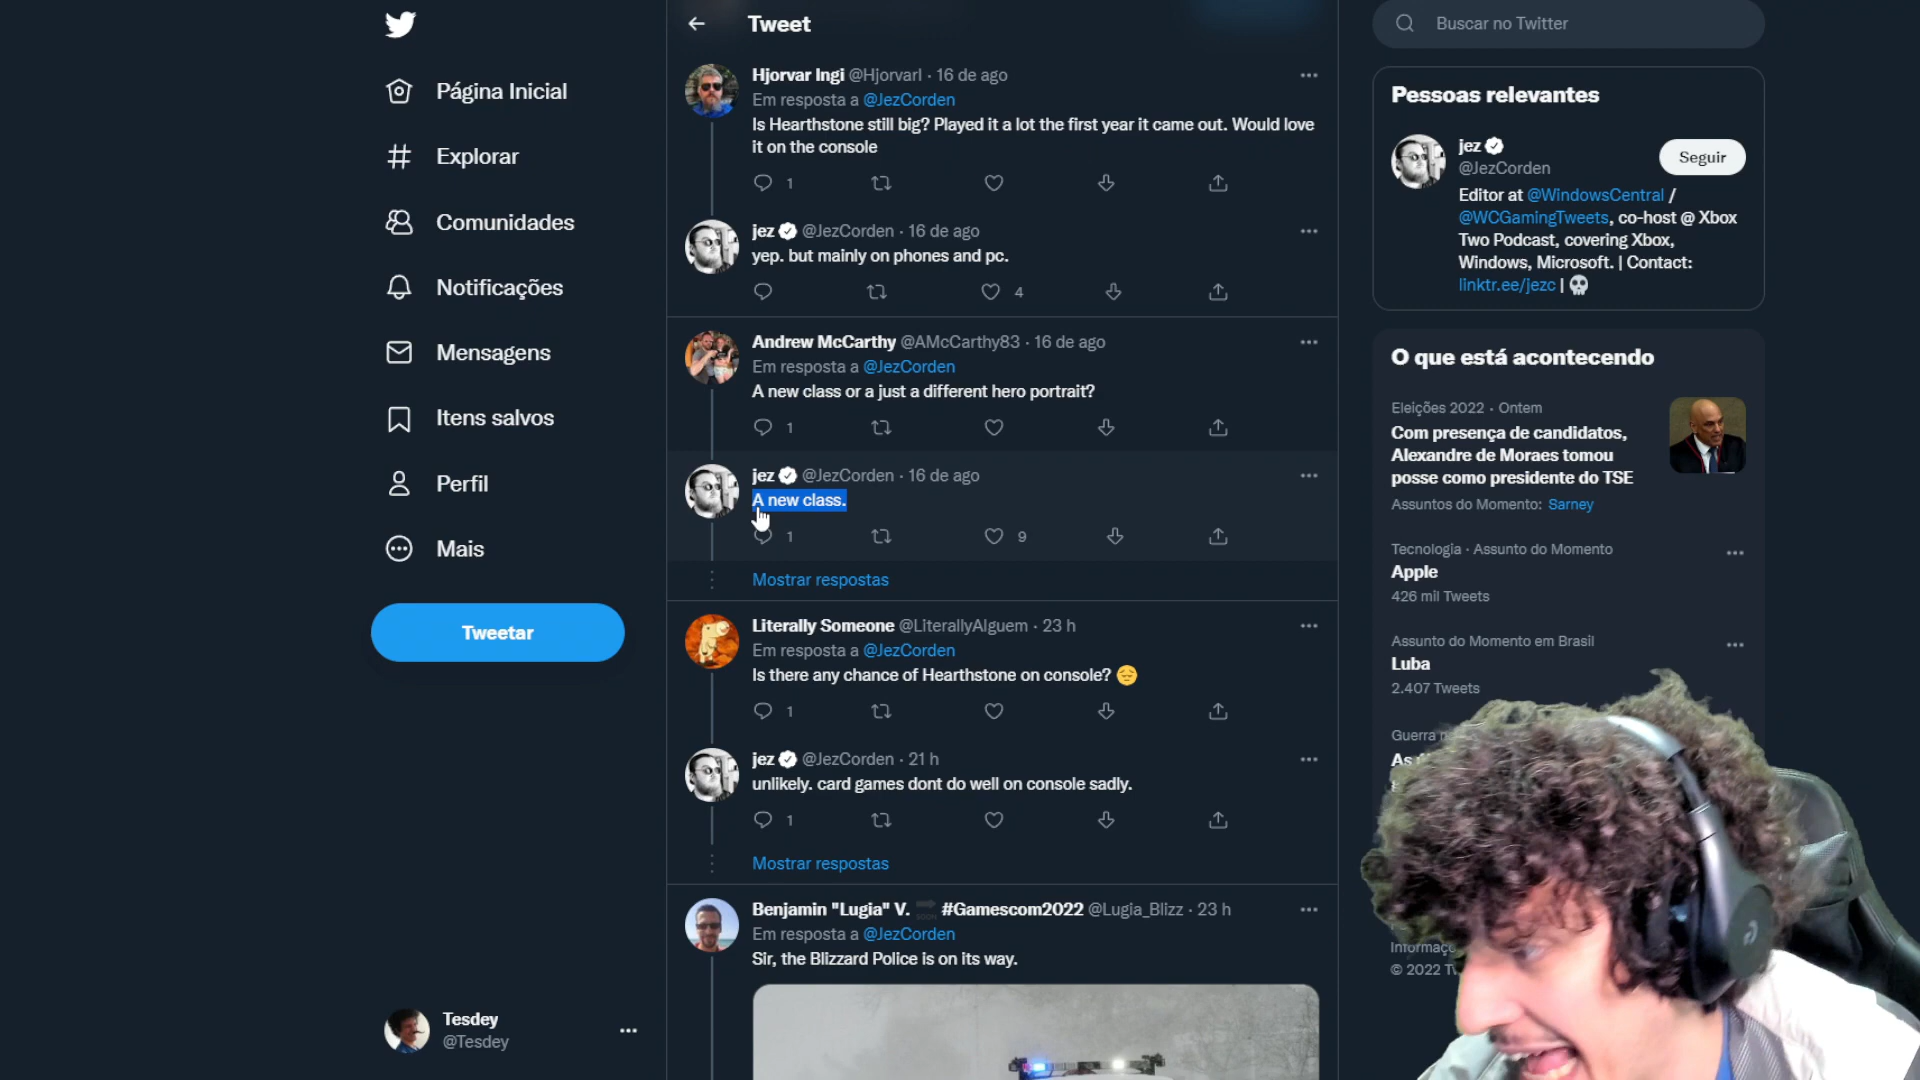 Página Inicial
Explorar
Comunidades
Notificações
Mensagens
Itens salvos
Perfil
Mais
Tweetar
Tesdey
@Tesdey
Tweet
Hjorvar Ingi @HjorvarI · 16 de ago
Em resposta a @JezCorden
Is Hearthstone still big? Played it a lot the first year it came out. Would love
it on the console
1
jez @JezCorden · 16 de ago
yep. but mainly on phones and pc.
4
Andrew McCarthy @AMcCarthy83 · 16 de ago
Em resposta a @JezCorden
A new class or a just a different hero portrait?
1
jez @JezCorden · 16 de ago
A new class.
1 9
Mostrar respostas
Literally Someone @LiterallyAlguem · 23 h
Em resposta a @JezCorden
Is there any chance of Hearthstone on console? 😔
1
jez @JezCorden · 21 h
unlikely. card games dont do well on console sadly.
1
Mostrar respostas
Benjamin "Lugia" V. 🔜 #Gamescom2022 @Lugia_Blizz · 23 h
Em resposta a @JezCorden
Sir, the Blizzard Police is on its way.
Buscar no Twitter
Pessoas relevantes
jez
@JezCorden
Seguir
Editor at @WindowsCentral /
@WCGamingTweets, co-host @ Xbox
Two Podcast, covering Xbox,
Windows, Microsoft. | Contact:
linktr.ee/jezc | 💀
O que está acontecendo
Eleições 2022 · Ontem
Com presença de candidatos,
Alexandre de Moraes tomou
posse como presidente do TSE
Assuntos do Momento: Sarney
Tecnologia · Assunto do Momento
Apple
426 mil Tweets
Assunto do Momento em Brasil
Luba
2.407 Tweets
Guerra
As
© 2022